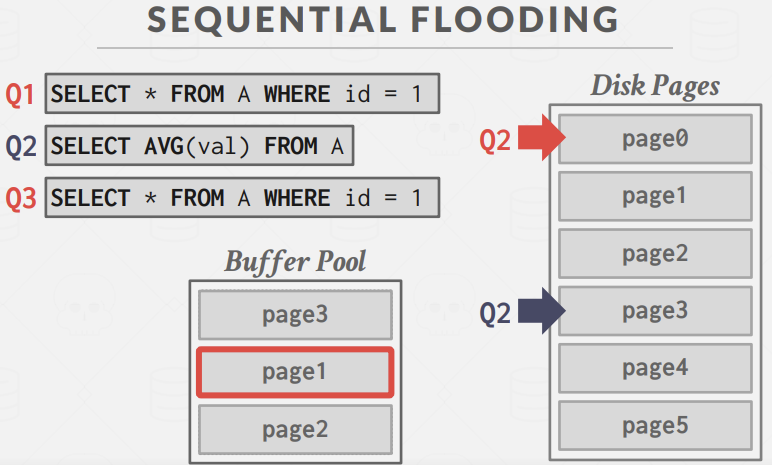 SEQUENTIAL FLOODING
Q1 SELECT * FROM A WHERE id = 1
Q2 SELECT AVG(val) FROM A
Q3 SELECT * FROM A WHERE id = 1
Buffer Pool
page3
page1
page2
Disk Pages
Q2 page0
page1
page2
Q2 page3
page4
page5